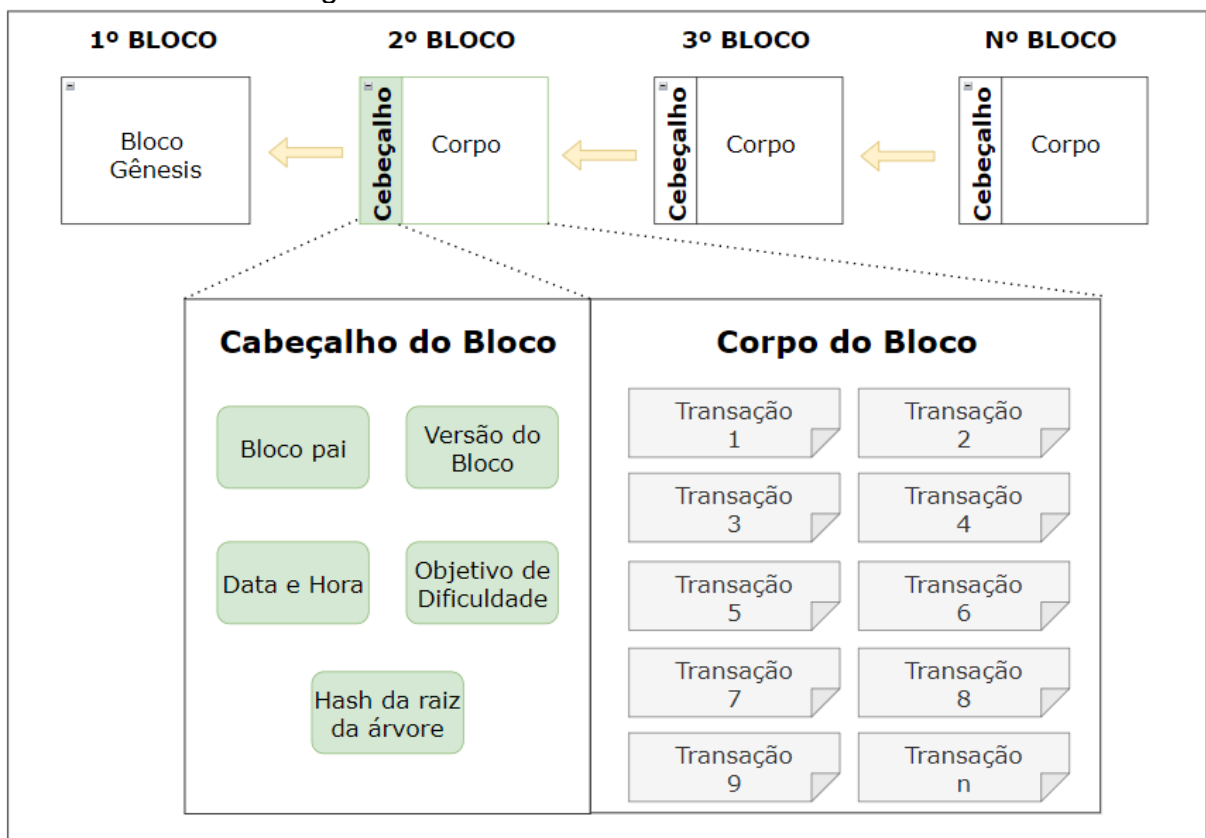 1º BLOCO
2º BLOCO
3º BLOCO
Nº BLOCO
Bloco
Gênesis
Cebeçalho
Corpo
Cebeçalho
Corpo
Cebeçalho
Corpo
Cabeçalho do Bloco
Bloco pai
Versão do
Bloco
Data e Hora
Objetivo de
Dificuldade
Hash da raiz
da árvore
Corpo do Bloco
Transação
1
Transação
2
Transação
3
Transação
4
Transação
5
Transação
6
Transação
7
Transação
8
Transação
9
Transação
n